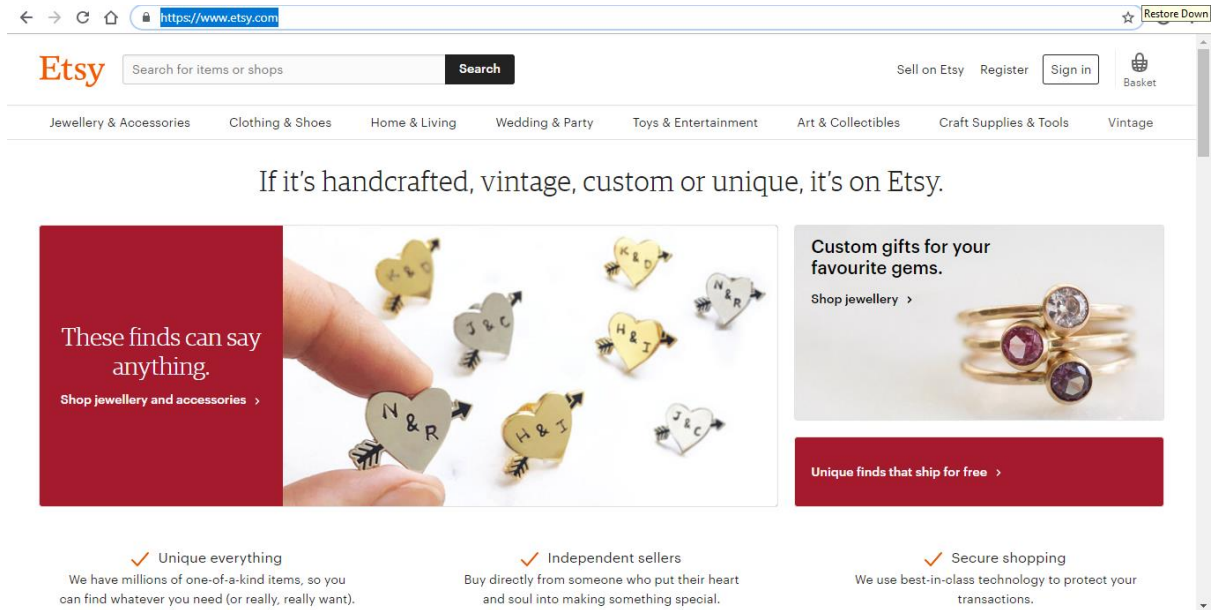 https://www.etsy.com
Restore Down
Etsy
Search for items or shops
Search
Sell on Etsy
Register
Sign in
Basket
Jewellery & Accessories
Clothing & Shoes
Home & Living
Wedding & Party
Toys & Entertainment
Art & Collectibles
Craft Supplies & Tools
Vintage
If it's handcrafted, vintage, custom or unique, it's on Etsy.
These finds can say
anything.
Shop jewellery and accessories >
K & D
K & D
N & R
J & C
H & I
N & R
H & I
J & C
Custom gifts for your
favourite gems.
Shop jewellery >
Unique finds that ship for free >
Unique everything
We have millions of one-of-a-kind items, so you
can find whatever you need (or really, really want).
Independent sellers
Buy directly from someone who put their heart
and soul into making something special.
Secure shopping
We use best-in-class technology to protect your
transactions.